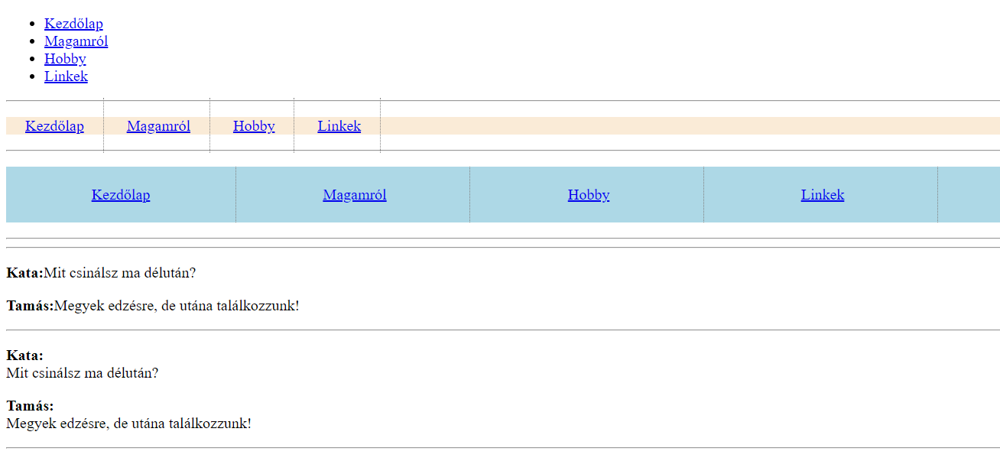 Kezdőlap
Magamról
Hobby
Linkek
Kezdőlap Magamról Hobby Linkek
Kezdőlap Magamról Hobby Linkek
Kata:Mit csinálsz ma délután?
Tamás:Megyek edzésre, de utána találkozzunk!
Kata:
Mit csinálsz ma délután?
Tamás:
Megyek edzésre, de utána találkozzunk!